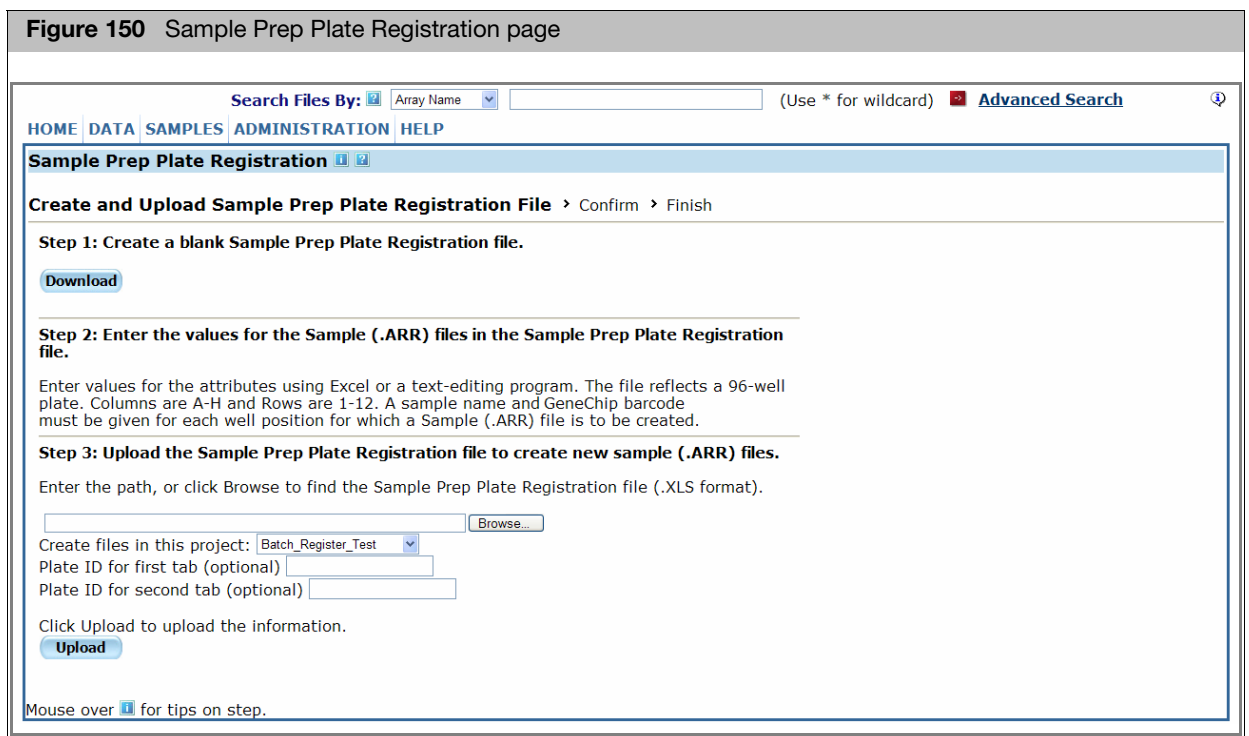 Figure 150 Sample Prep Plate Registration page
Search Files By: ? Array Name (Use * for wildcard) Advanced Search
HOME DATA SAMPLES ADMINISTRATION HELP
Sample Prep Plate Registration i ?
Create and Upload Sample Prep Plate Registration File > Confirm > Finish
Step 1: Create a blank Sample Prep Plate Registration file.
Download
Step 2: Enter the values for the Sample (.ARR) files in the Sample Prep Plate Registration
file.
Enter values for the attributes using Excel or a text-editing program. The file reflects a 96-well
plate. Columns are A-H and Rows are 1-12. A sample name and GeneChip barcode
must be given for each well position for which a Sample (.ARR) file is to be created.
Step 3: Upload the Sample Prep Plate Registration file to create new sample (.ARR) files.
Enter the path, or click Browse to find the Sample Prep Plate Registration file (.XLS format).
Browse...
Create files in this project: Batch_Register_Test
Plate ID for first tab (optional)
Plate ID for second tab (optional)
Click Upload to upload the information.
Upload
Mouse over i for tips on step.